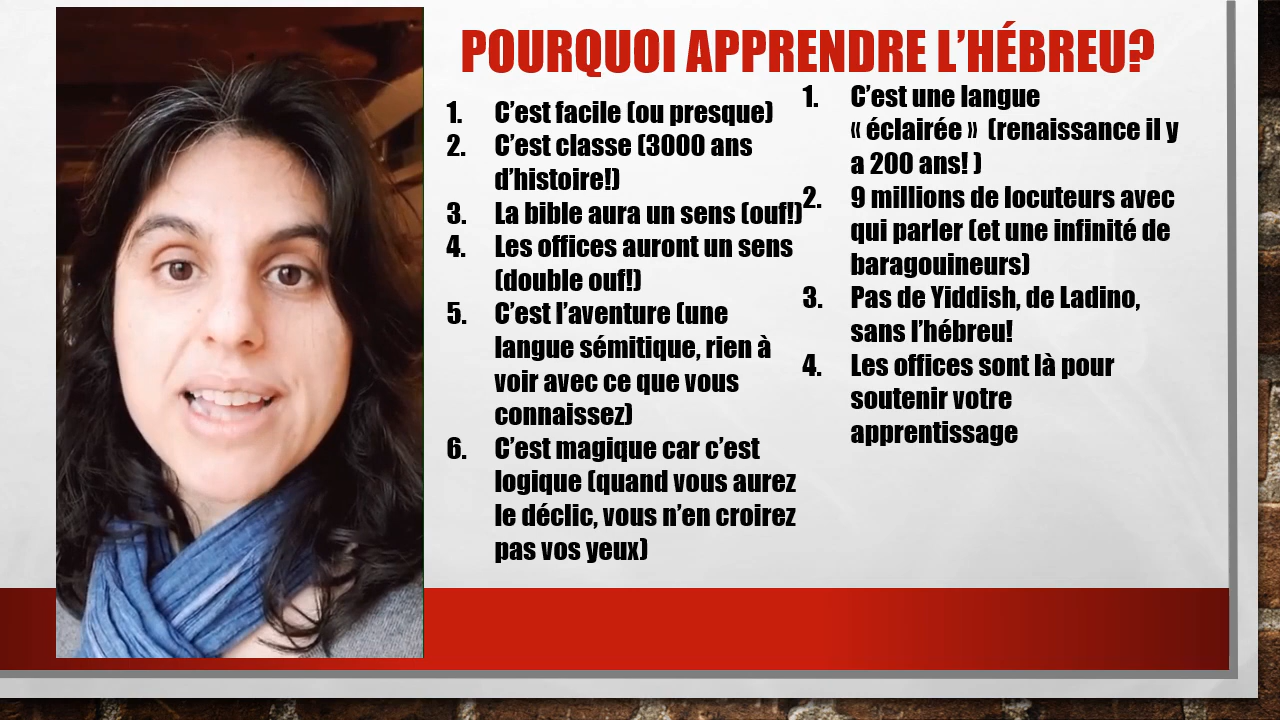 POURQUOI APPRENDRE L’HÉBREU?
1. C’est facile (ou presque)
2. C’est classe (3000 ans
d’histoire!)
3. La bible aura un sens (ouf!)
4. Les offices auront un sens
(double ouf!)
5. C’est l’aventure (une
langue sémitique, rien à
voir avec ce que vous
connaissez)
6. C’est magique car c’est
logique (quand vous aurez
le déclic, vous n’en croirez
pas vos yeux)
1. C’est une langue
« éclairée » (renaissance il y
a 200 ans! )
2. 9 millions de locuteurs avec
qui parler (et une infinité de
baragouineurs)
3. Pas de Yiddish, de Ladino,
sans l’hébreu!
4. Les offices sont là pour
soutenir votre
apprentissage